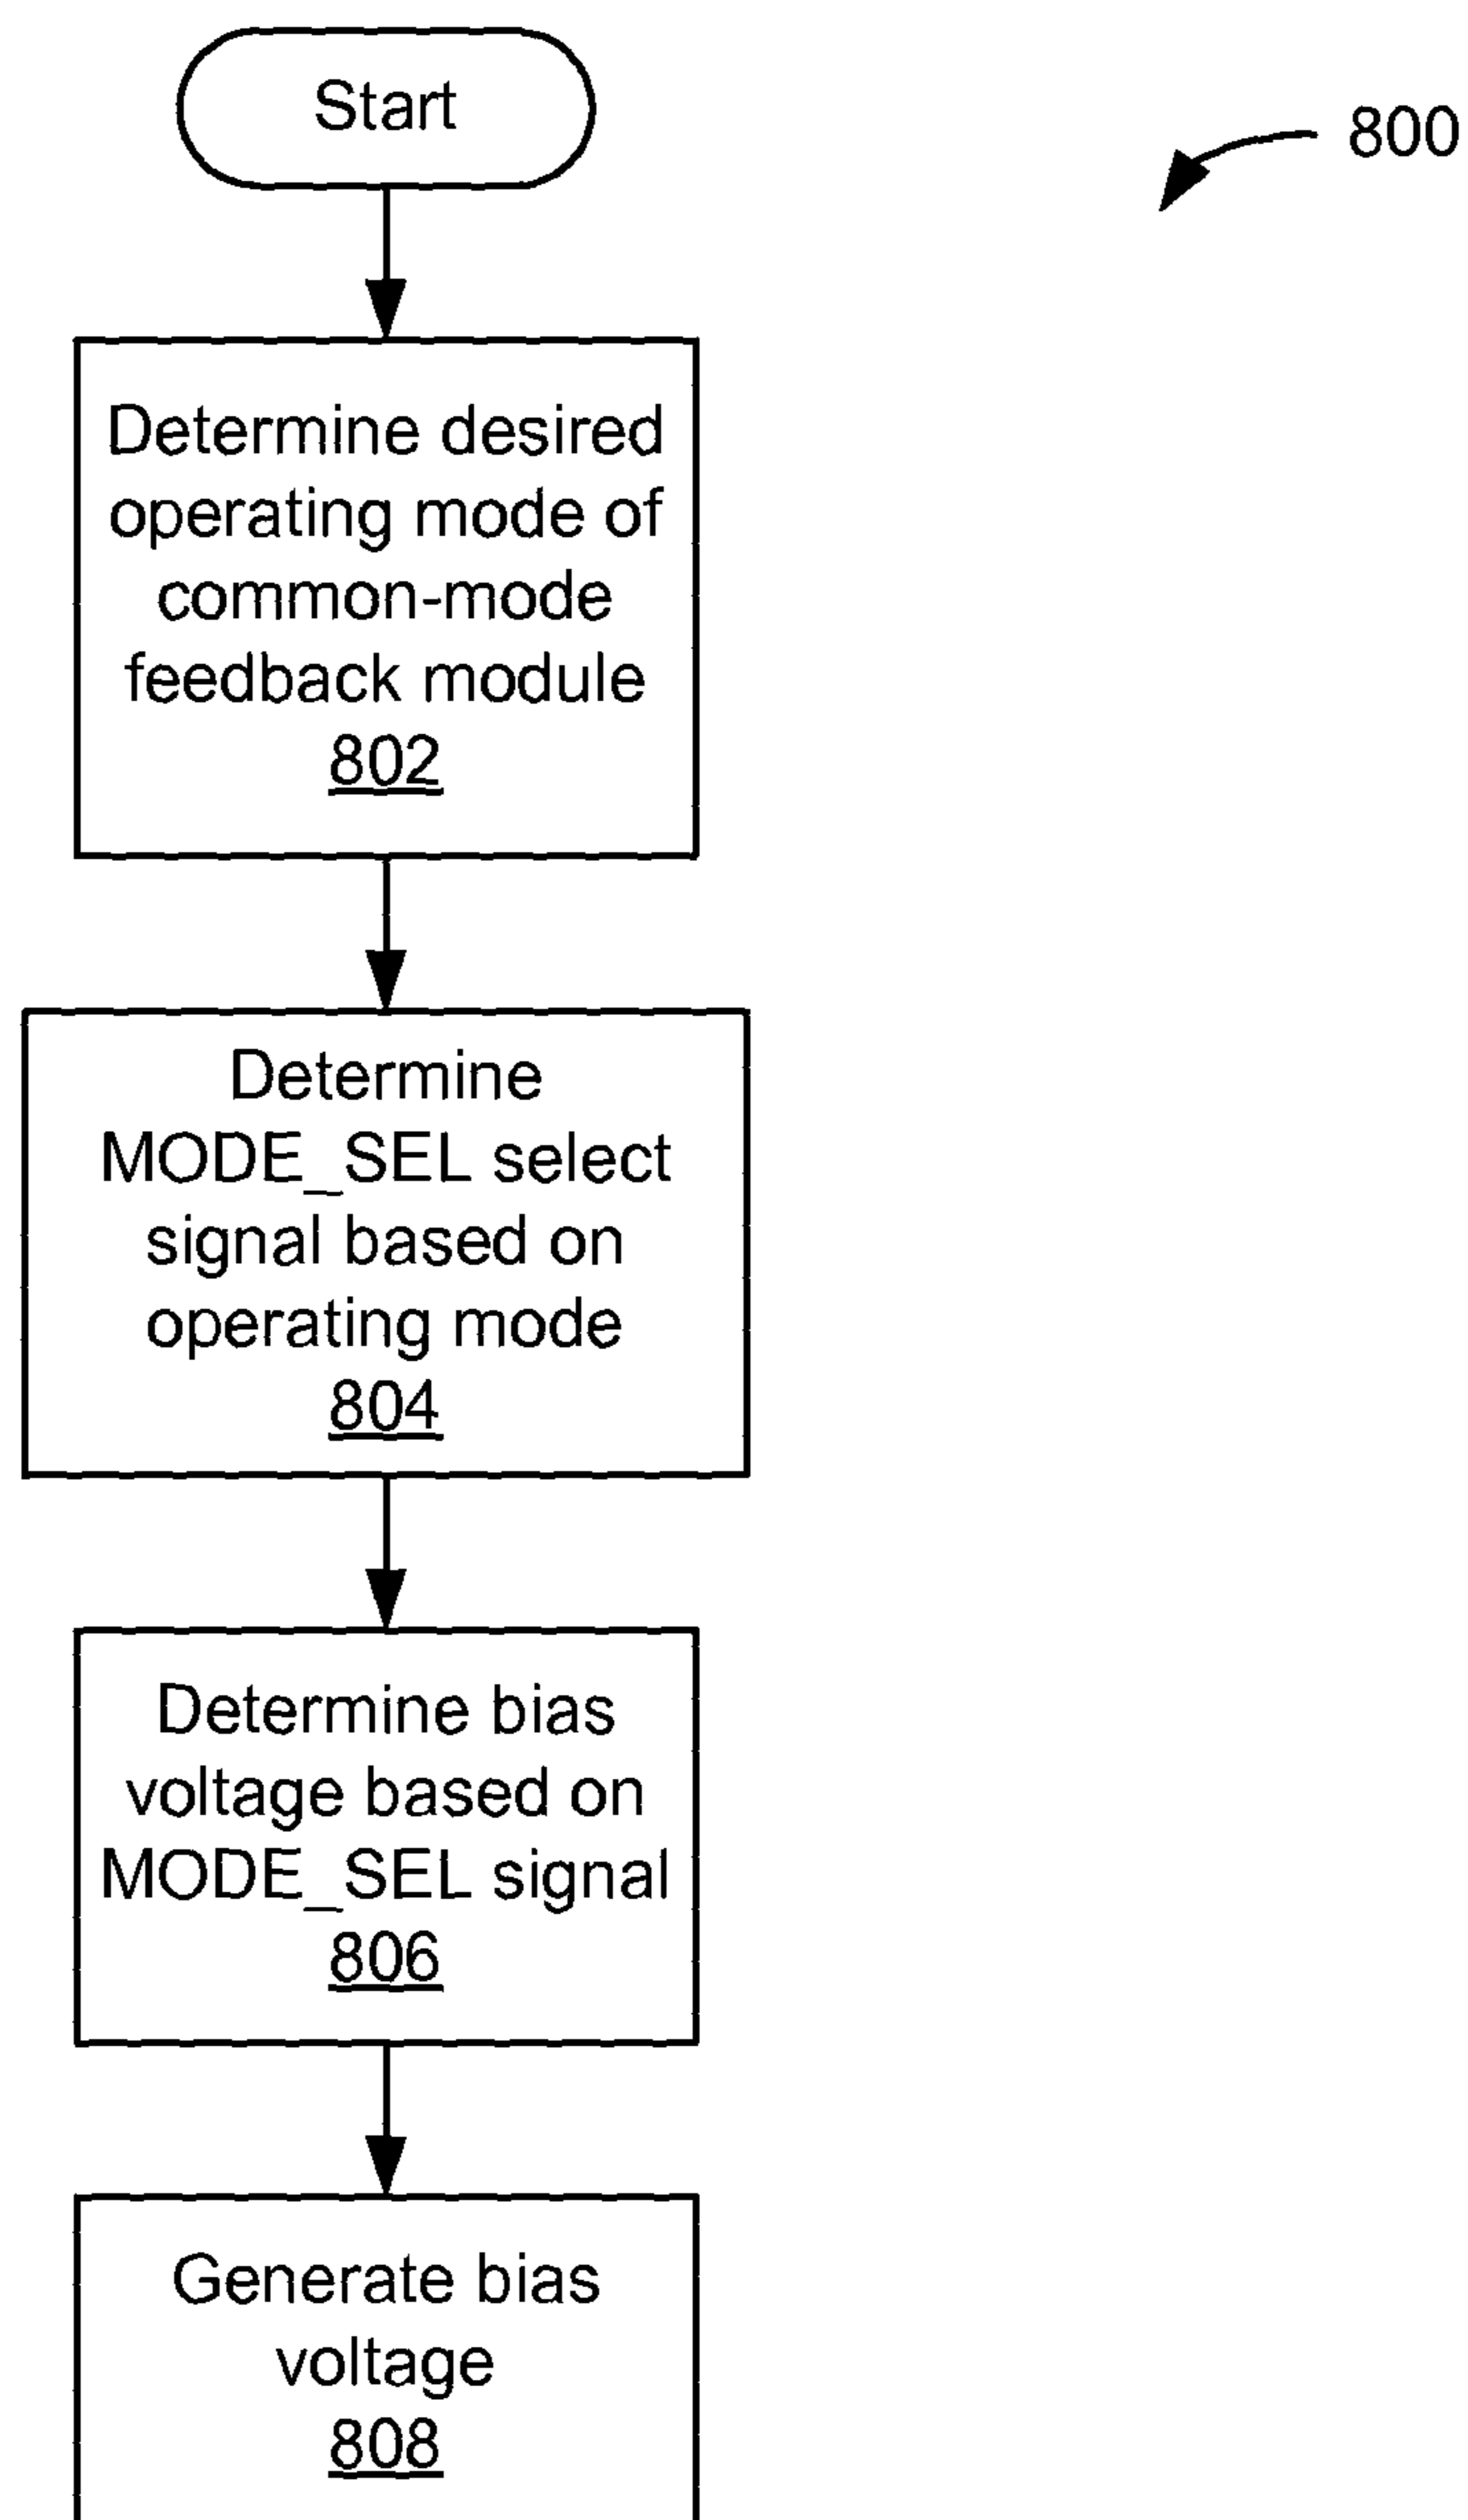 Start
800
Determine desired
operating mode of
common-mode
feedback module
802
Determine
MODE_SEL select
signal based on
operating mode
804
Determine bias
voltage based on
MODE_SEL signal
806
Generate bias
voltage
808